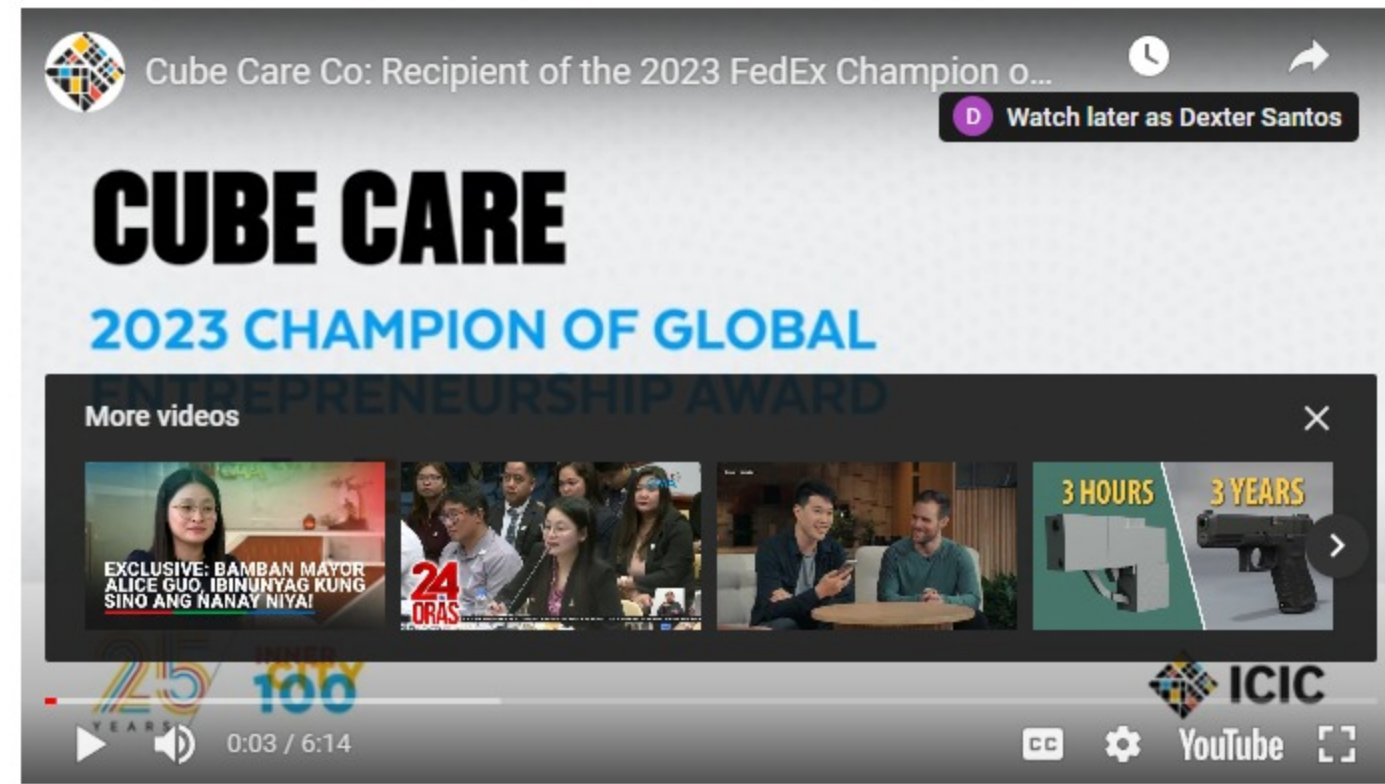 Cube Care Co: Recipient of the 2023 FedEx Champion o...
D Watch later as Dexter Santos
CUBE CARE
2023 CHAMPION OF GLOBAL
ENTREPRENEURSHIP AWARD
More videos
EXCLUSIVE: BAMBAN MAYOR
ALICE GUO, IBINUNYAG KUNG
SINO ANG NANAY NIYA!
24
ORAS
3 HOURS
3 YEARS
25
YEARS
INNER
CITY
100
ICIC
0:03 / 6:14
CC
YouTube